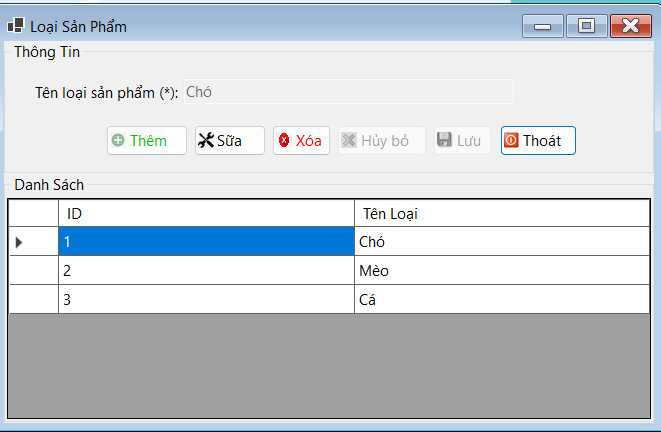 Loại Sản Phẩm
Thông Tin
Tên loại sản phẩm (*): Chó
Thêm Sữa Xóa Hủy bỏ Lưu Thoát
Danh Sách
ID Tên Loại
1 Chó
2 Mèo
3 Cá